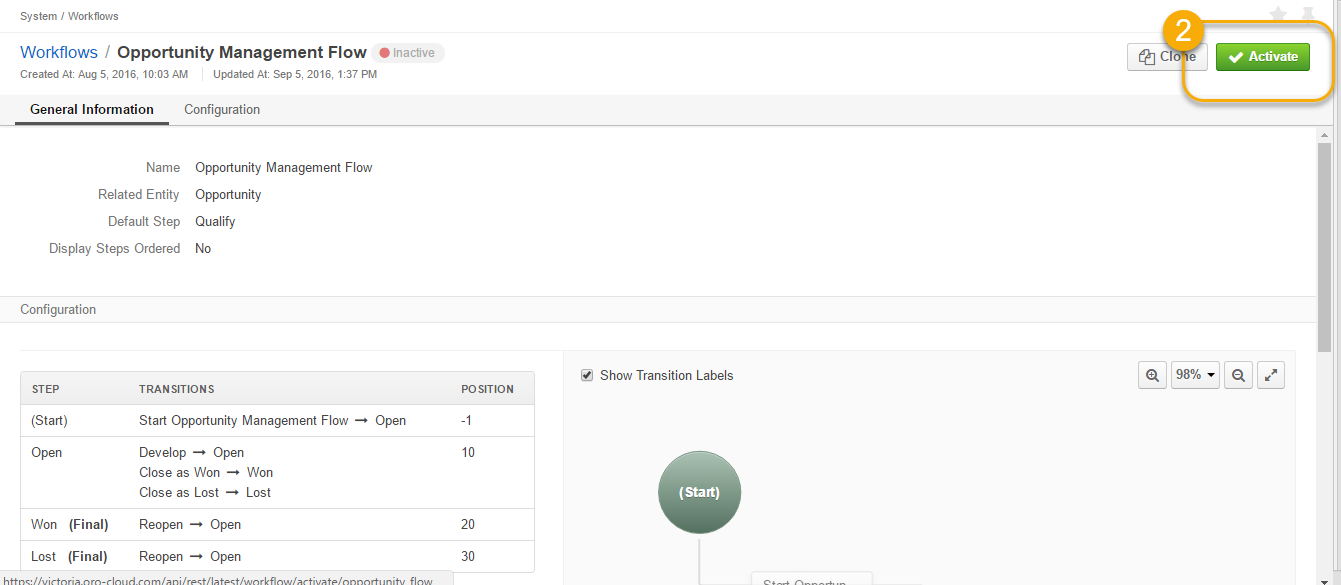 System / Workflows
2
Workflows / Opportunity Management Flow Inactive
Clone Activate
Created At: Aug 5, 2016, 10:03 AM Updated At: Sep 5, 2016, 1:37 PM
General Information Configuration
Name Opportunity Management Flow
Related Entity Opportunity
Default Step Qualify
Display Steps Ordered No
Configuration
Show Transition Labels 98%
STEP TRANSITIONS POSITION
(Start) Start Opportunity Management Flow → Open -1
Open Develop → Open 10
Close as Won → Won
Close as Lost → Lost
Won (Final) Reopen → Open 20
Lost (Final) Reopen → Open 30
(Start)
Start Opportun
https://victoria.oro-cloud.com/api/rest/latest/workflow/activate/opportunity_flow